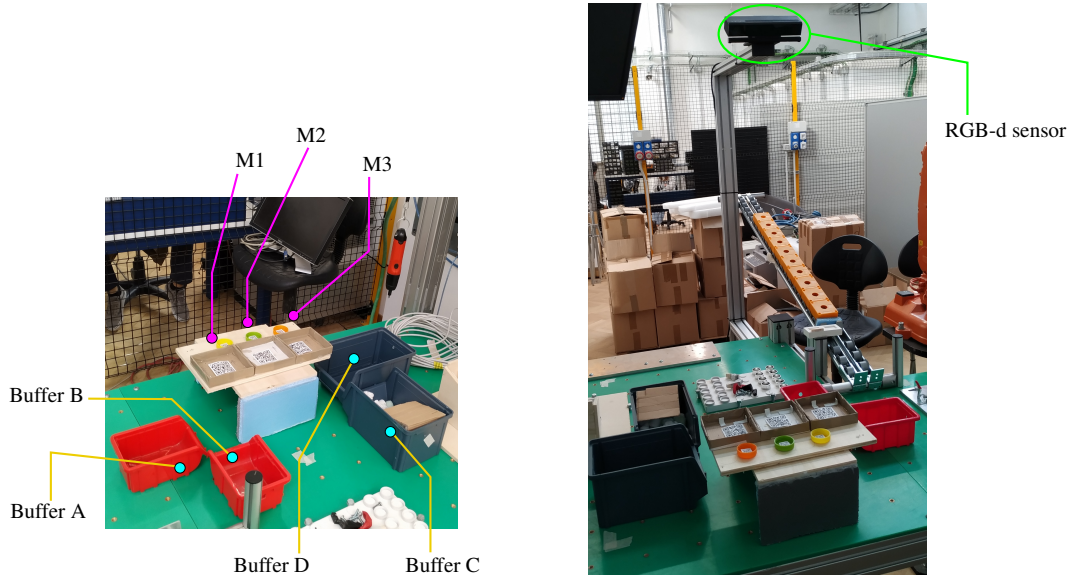 M1
M2
M3
Buffer B
Buffer A
Buffer D
Buffer C
RGB-d sensor